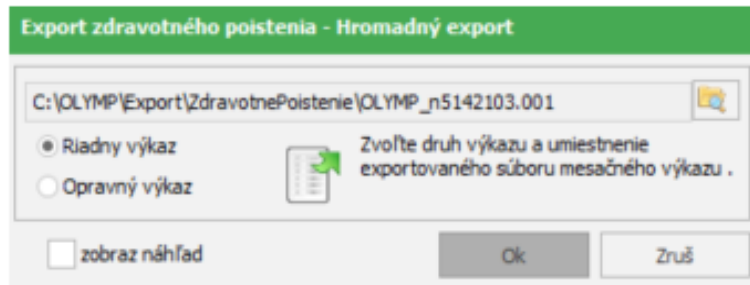 Export zdravotného poistenia - Hromadný export
C:\OLYMP\Export\ZdravotnePoistenie\OLYMP_n5142103.001
Riadny výkaz
Opravný výkaz
Zvoľte druh výkazu a umiestnenie
exportovaného súboru mesačného výkazu .
zobraz náhľad
Ok
Zruš